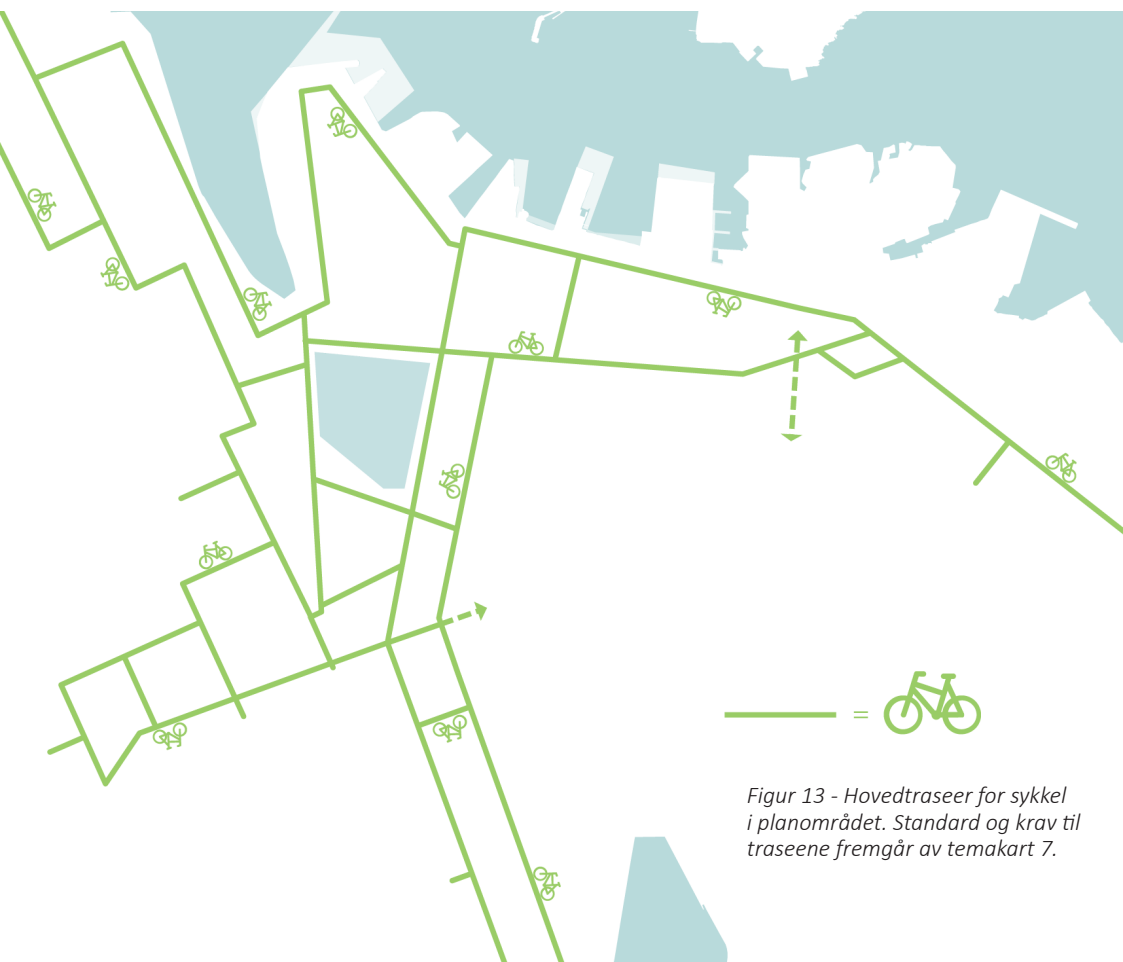 =
Figur 13 - Hovedtraseer for sykkel
i planområdet. Standard og krav til
traseene fremgår av temakart 7.